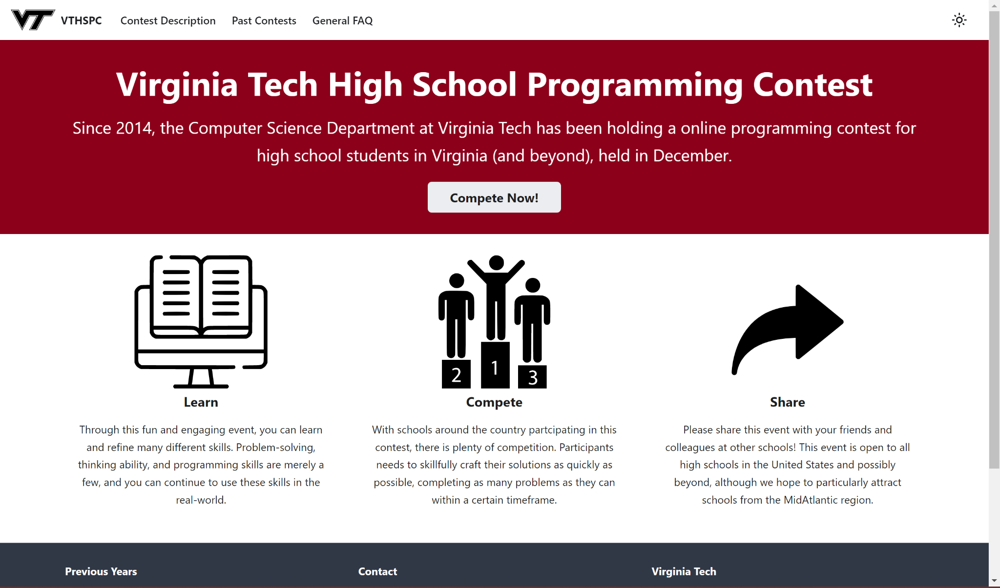 VT VTHSPC Contest Description Past Contests General FAQ
Virginia Tech High School Programming Contest
Since 2014, the Computer Science Department at Virginia Tech has been holding a online programming contest for
high school students in Virginia (and beyond), held in December.
Compete Now!
2 1 3
Learn
Through this fun and engaging event, you can learn
and refine many different skills. Problem-solving,
thinking ability, and programming skills are merely a
few, and you can continue to use these skills in the
real-world.
Compete
With schools around the country partcipating in this
contest, there is plenty of competition. Participants
needs to skillfully craft their solutions as quickly as
possible, completing as many problems as they can
within a certain timeframe.
Share
Please share this event with your friends and
colleagues at other schools! This event is open to all
high schools in the United States and possibly
beyond, although we hope to particularly attract
schools from the MidAtlantic region.
Previous Years
Contact
Virginia Tech